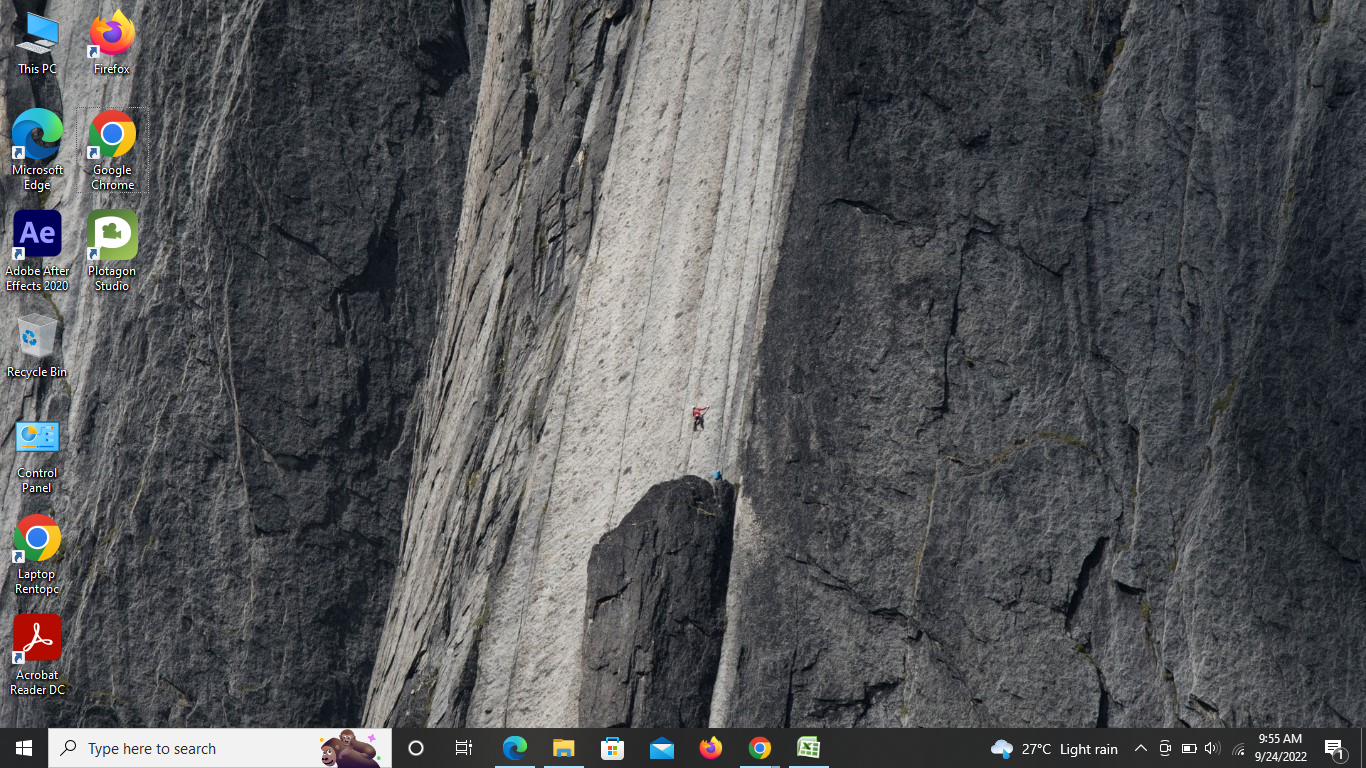 This PC
Firefox
Microsoft
Edge
Google
Chrome
Ae
Adobe After
Effects 2020
Plotagon
Studio
Recycle Bin
Control
Panel
Laptop
Rentopc
Acrobat
Reader DC
Type here to search
27°C Light rain
9:55 AM
9/24/2022
1